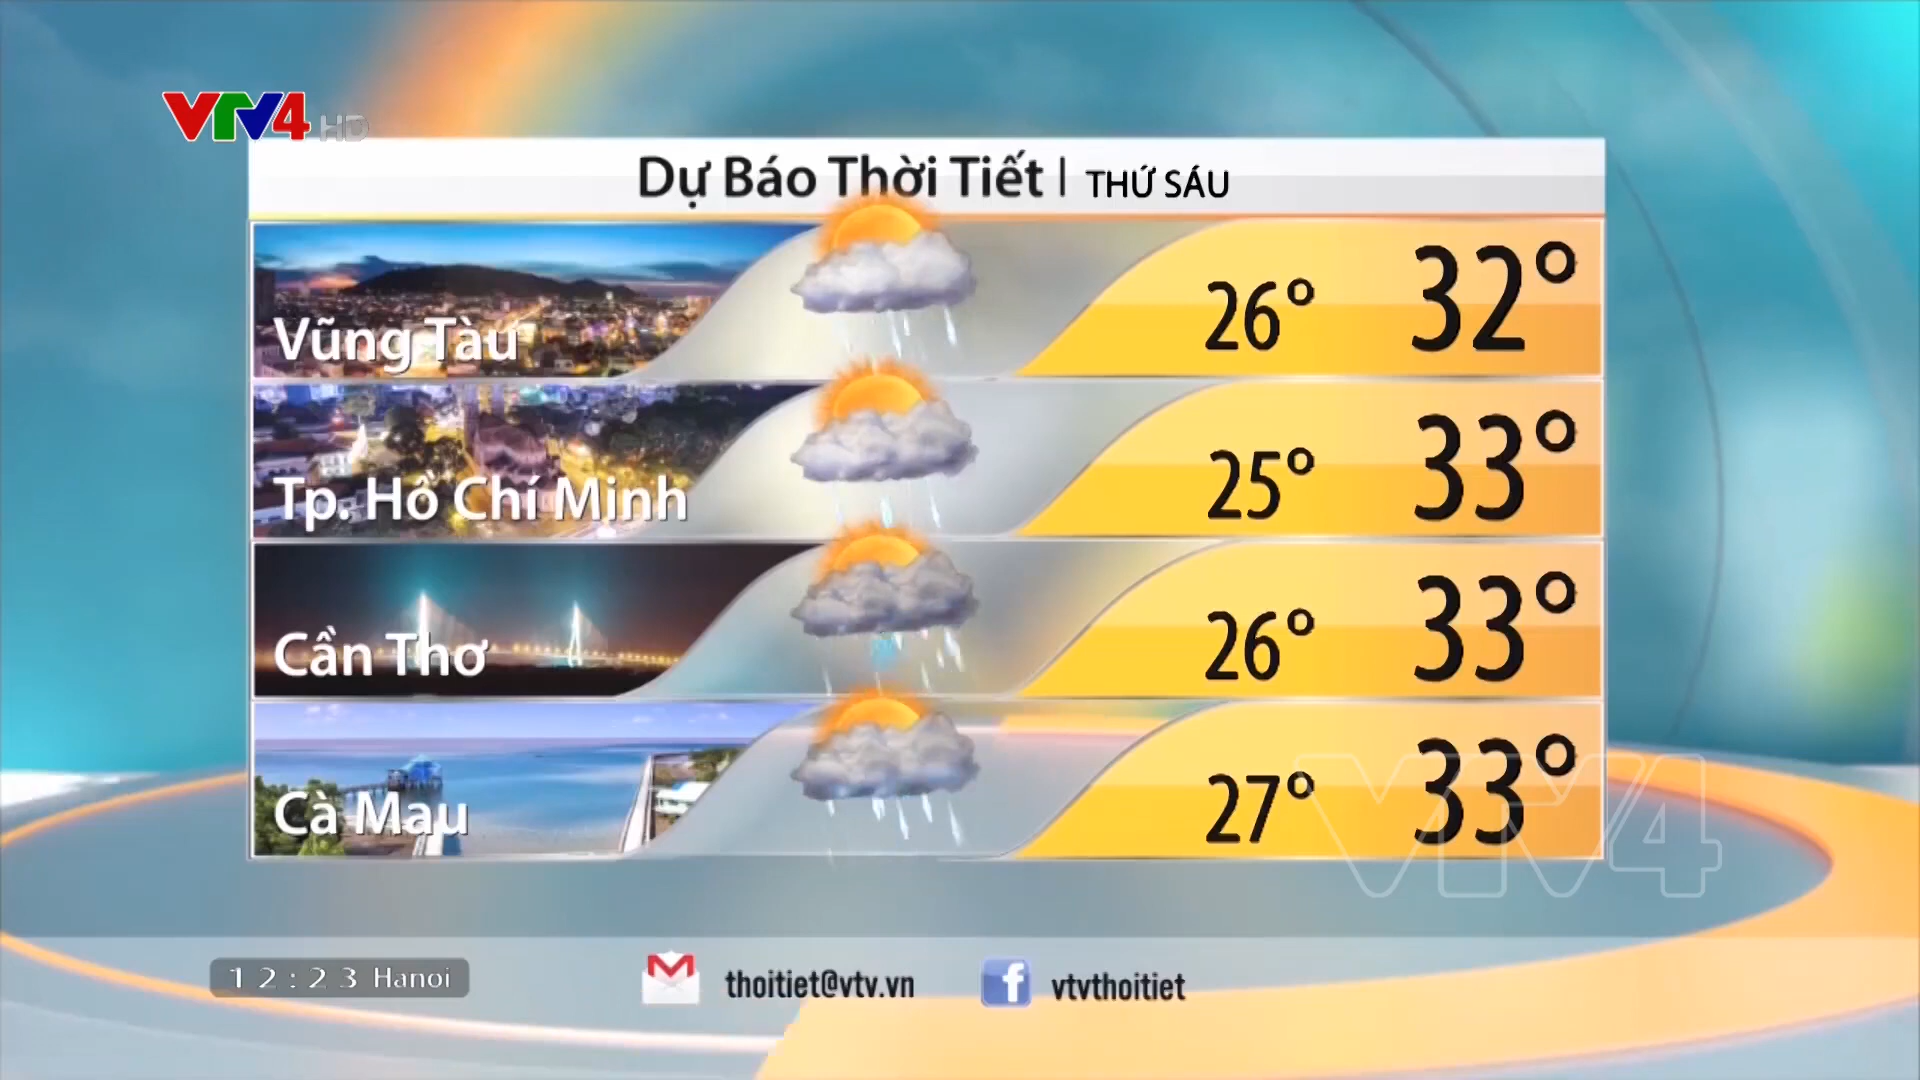 VTV4 HD
Dự Báo Thời Tiết | THỨ SÁU
Vũng Tàu 26° 32°
Tp. Hồ Chí Minh 25° 33°
Cần Thơ 26° 33°
Cà Mau 27° 33°
VTV4
12:23 Hanoi thoitiet@vtv.vn vtvthoitiet